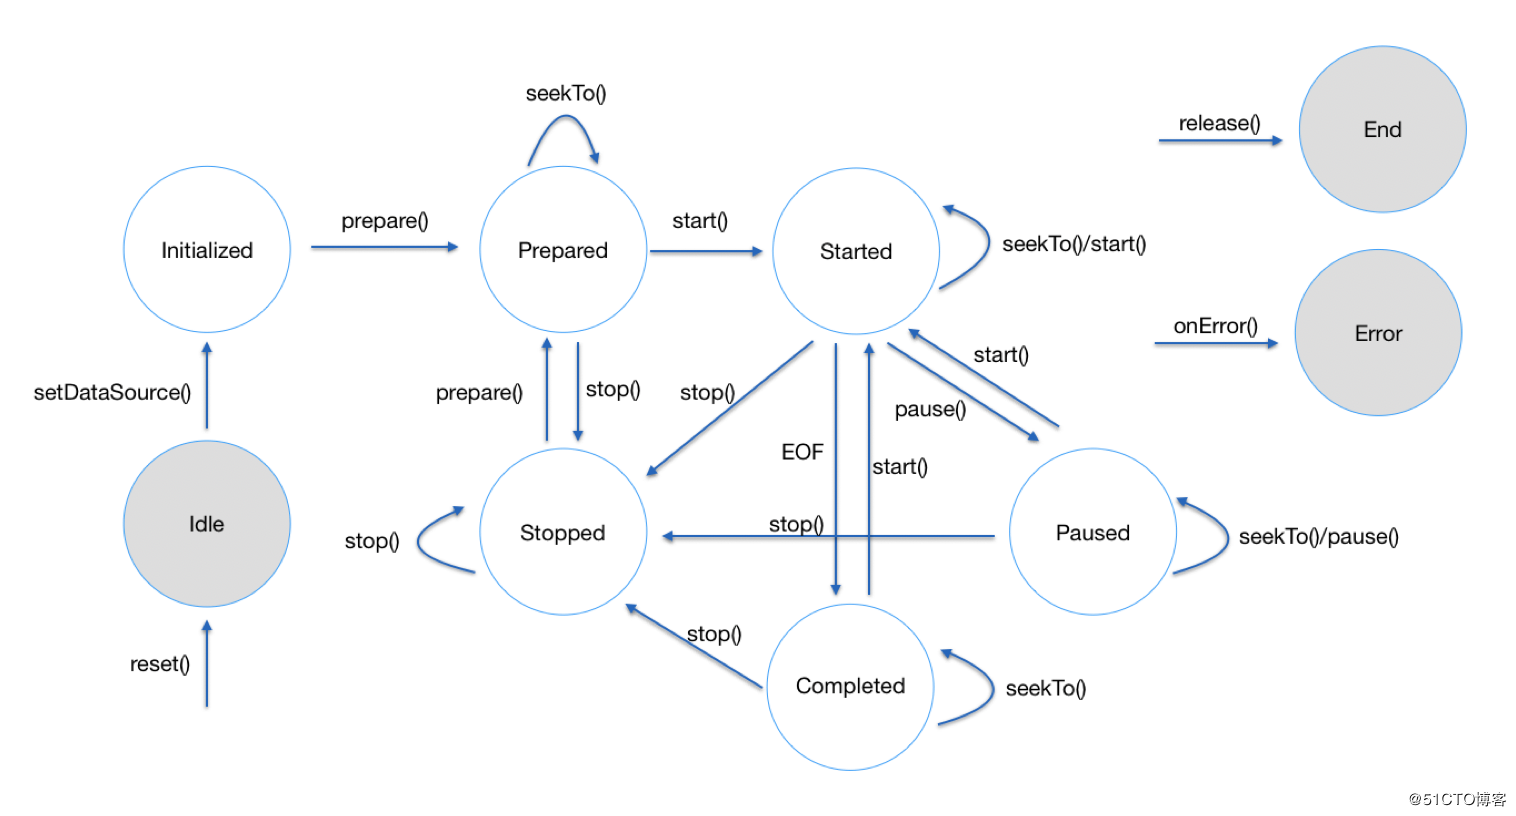 seekTo()
release()
End
prepare()
start()
Initialized
Prepared
Started
seekTo()/start()
onError()
Error
start()
setDataSource()
prepare()
stop()
stop()
pause()
EOF
start()
Idle
stop()
Stopped
stop()
Paused
seekTo()/pause()
reset()
stop()
Completed
seekTo()
@51CTO博客